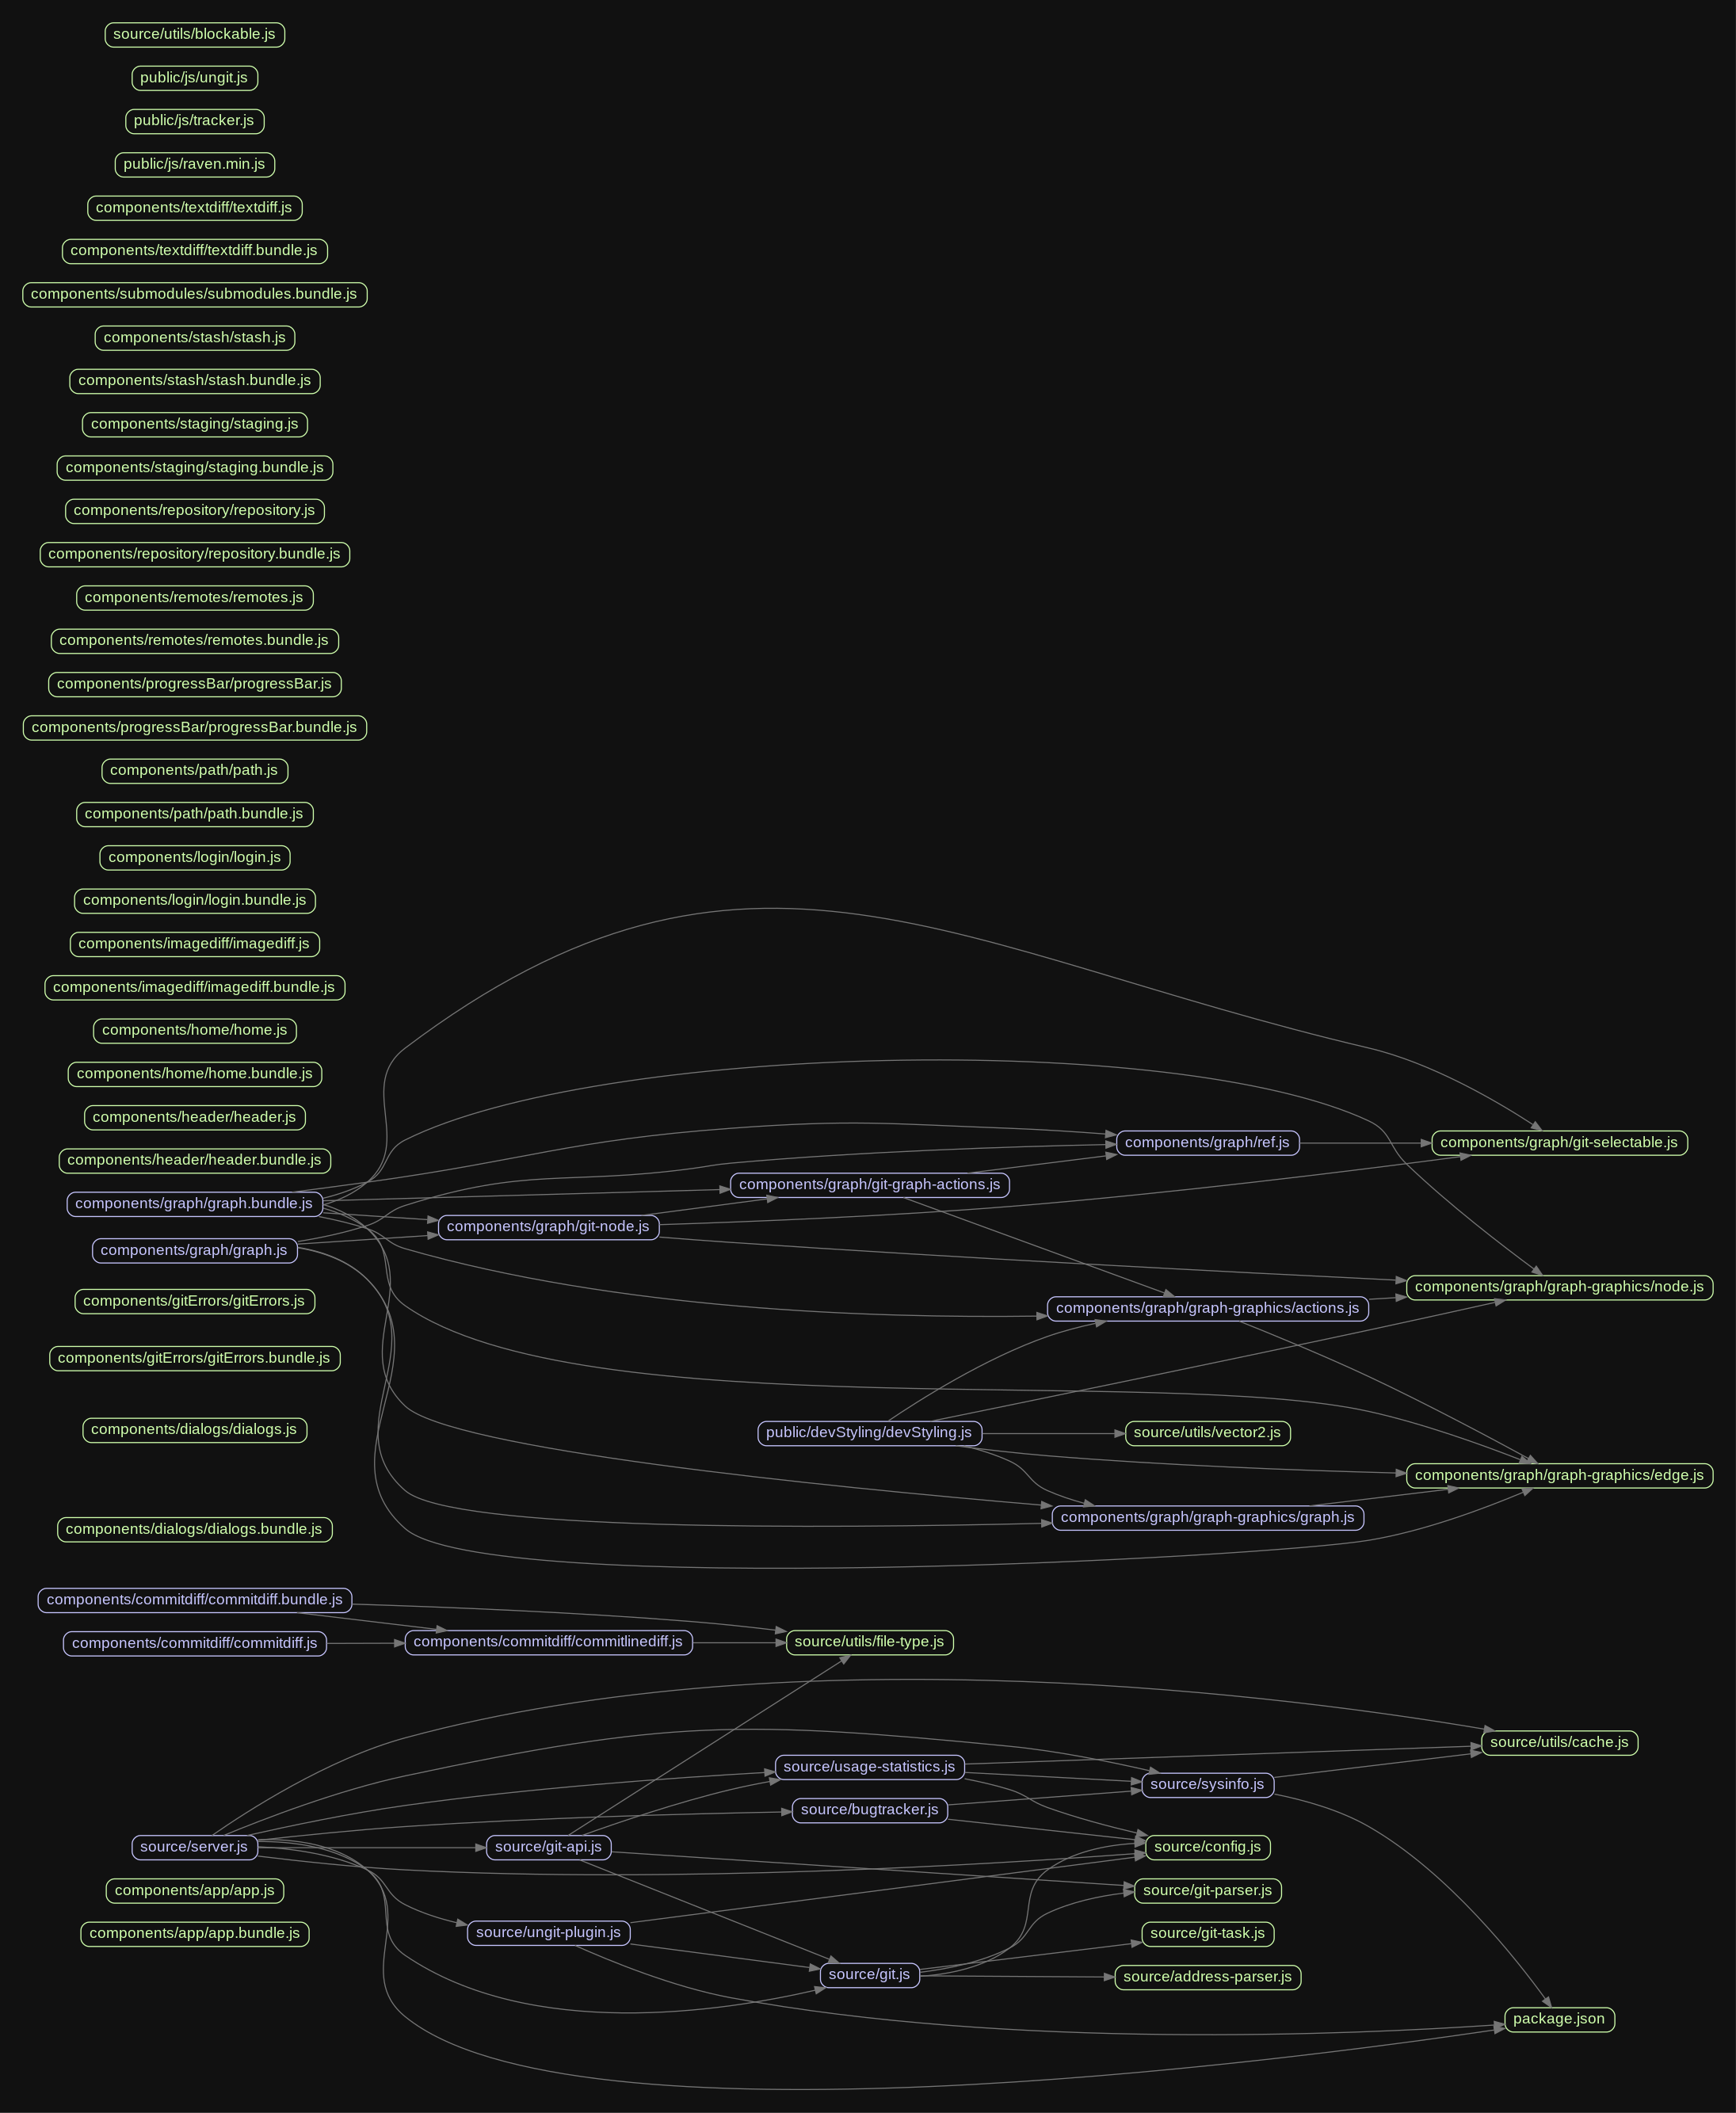 source/utils/blockable.js
public/js/ungit.js
public/js/tracker.js
public/js/raven.min.js
components/textdiff/textdiff.js
components/textdiff/textdiff.bundle.js
components/submodules/submodules.bundle.js
components/stash/stash.js
components/stash/stash.bundle.js
components/staging/staging.js
components/staging/staging.bundle.js
components/repository/repository.js
components/repository/repository.bundle.js
components/remotes/remotes.js
components/remotes/remotes.bundle.js
components/progressBar/progressBar.js
components/progressBar/progressBar.bundle.js
components/path/path.js
components/path/path.bundle.js
components/login/login.js
components/login/login.bundle.js
components/imagediff/imagediff.js
components/imagediff/imagediff.bundle.js
components/home/home.js
components/home/home.bundle.js
components/header/header.js
components/header/header.bundle.js
components/graph/graph.bundle.js
components/graph/graph.js
components/gitErrors/gitErrors.js
components/gitErrors/gitErrors.bundle.js
components/dialogs/dialogs.js
components/dialogs/dialogs.bundle.js
components/commitdiff/commitdiff.bundle.js
components/commitdiff/commitdiff.js
source/server.js
components/app/app.js
components/app/app.bundle.js
components/graph/git-node.js
components/commitdiff/commitlinediff.js
source/git-api.js
source/ungit-plugin.js
components/graph/git-graph-actions.js
public/devStyling/devStyling.js
source/utils/file-type.js
source/usage-statistics.js
source/bugtracker.js
source/git.js
components/graph/ref.js
components/graph/graph-graphics/actions.js
source/utils/vector2.js
components/graph/graph-graphics/graph.js
source/sysinfo.js
source/config.js
source/git-parser.js
source/git-task.js
source/address-parser.js
components/graph/git-selectable.js
components/graph/graph-graphics/node.js
components/graph/graph-graphics/edge.js
source/utils/cache.js
package.json